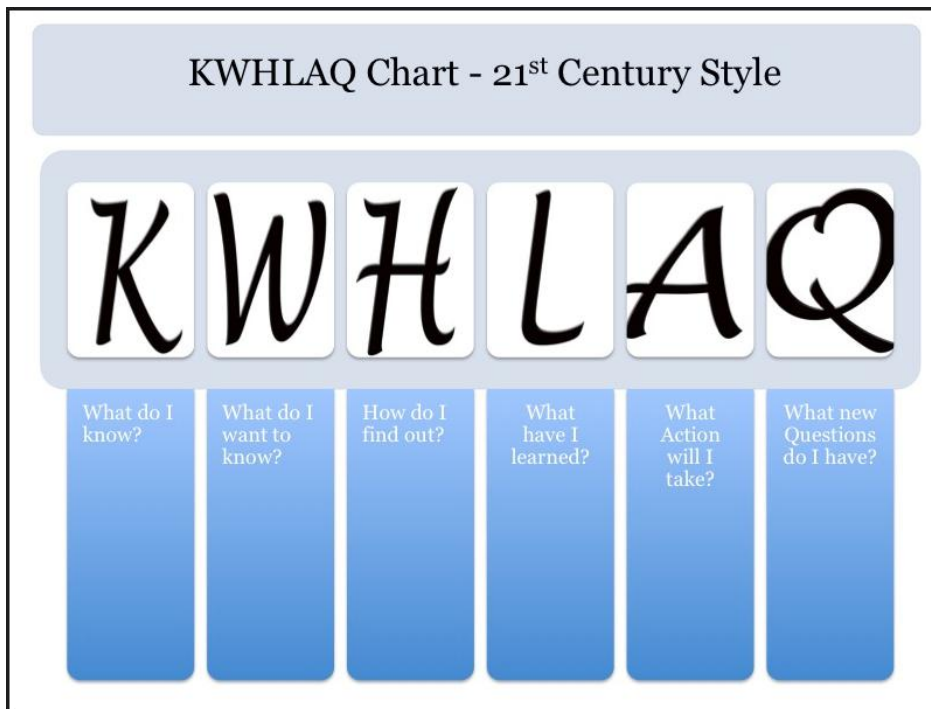 KWHLAQ Chart - 21st Century Style
K W H L A Q
What do I
know?
What do I
want to
know?
How do I
find out?
What
have I
learned?
What
Action
will I
take?
What new
Questions
do I have?